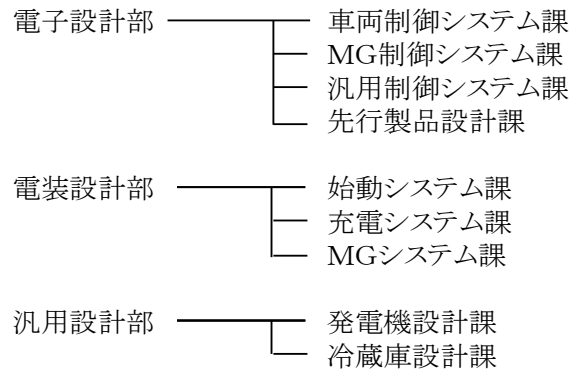 電子設計部 車両制御システム課
MG制御システム課
汎用制御システム課
先行製品設計課
電装設計部 始動システム課
充電システム課
MGシステム課
汎用設計部 発電機設計課
冷蔵庫設計課